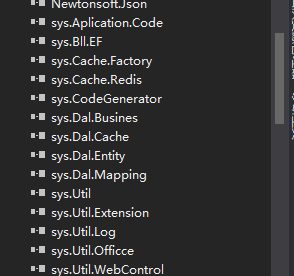 Newtonsoft.Json
sys.Aplication.Code
sys.Bll.EF
sys.Cache.Factory
sys.Cache.Redis
sys.CodeGenerator
sys.Dal.Busines
sys.Dal.Cache
sys.Dal.Entity
sys.Dal.Mapping
sys.Util
sys.Util.Extension
sys.Util.Log
sys.Util.Officce
sys.Util.WebControl